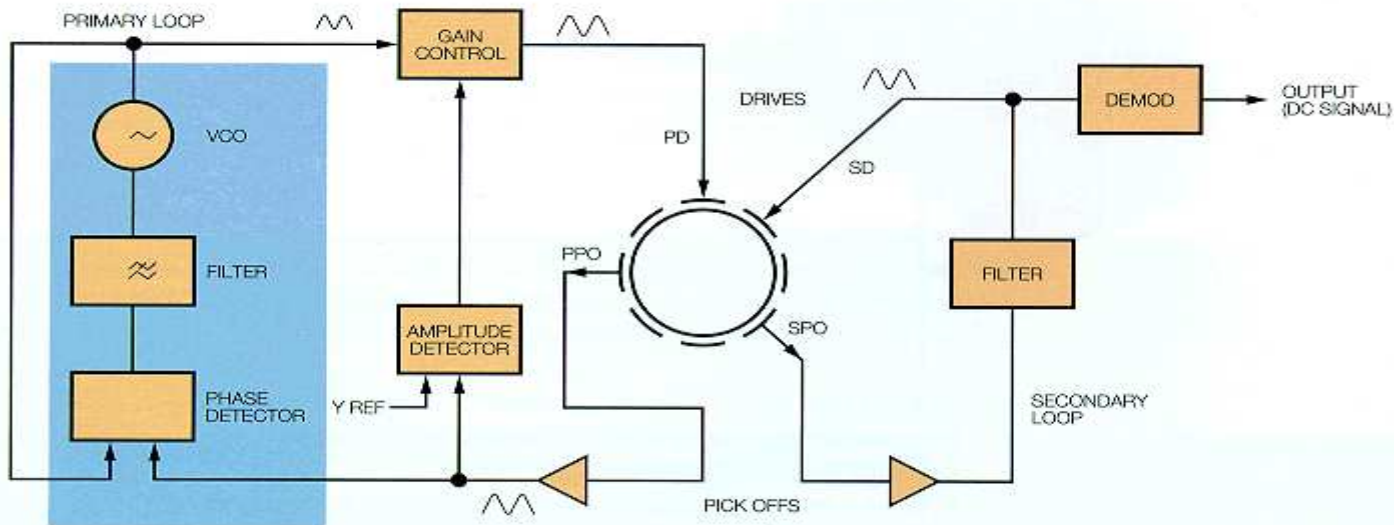 PRIMARY LOOP
GAIN
CONTROL
DRIVES
DEMOD
OUTPUT
(DC SIGNAL)
VCO
PD
SD
FILTER
PPO
FILTER
AMPLITUDE
DETECTOR
SPO
PHASE
DETECTOR
Y REF
SECONDARY
LOOP
PICK OFFS